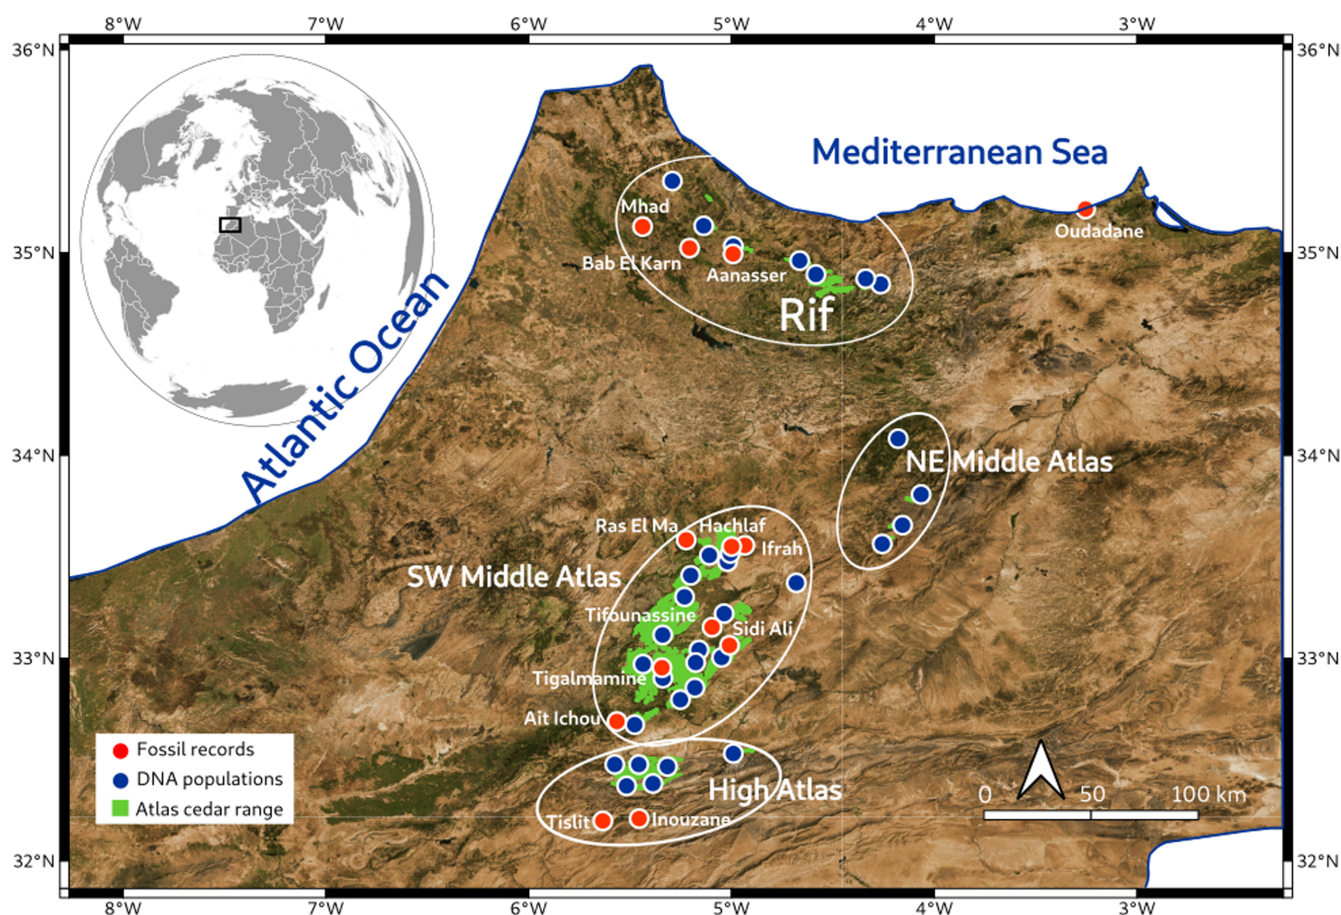 8°W 7°W 6°W 5°W 4°W 3°W
36°N 36°N
Mediterranean Sea
Mhad
Oudadane
35°N 35°N
Bab El Karn
Aanasser
Rif
Atlantic Ocean
34°N 34°N
NE Middle Atlas
Ras El Ma Hachlaf
Ifrah
SW Middle Atlas
Tifounassine
Sidi Ali
33°N 33°N
Tigalmamine
Ait Ichou
Fossil records
DNA populations
Atlas cedar range
High Atlas
0 50 100 km
Tislit Inouzane
32°N 32°N
8°W 7°W 6°W 5°W 4°W 3°W